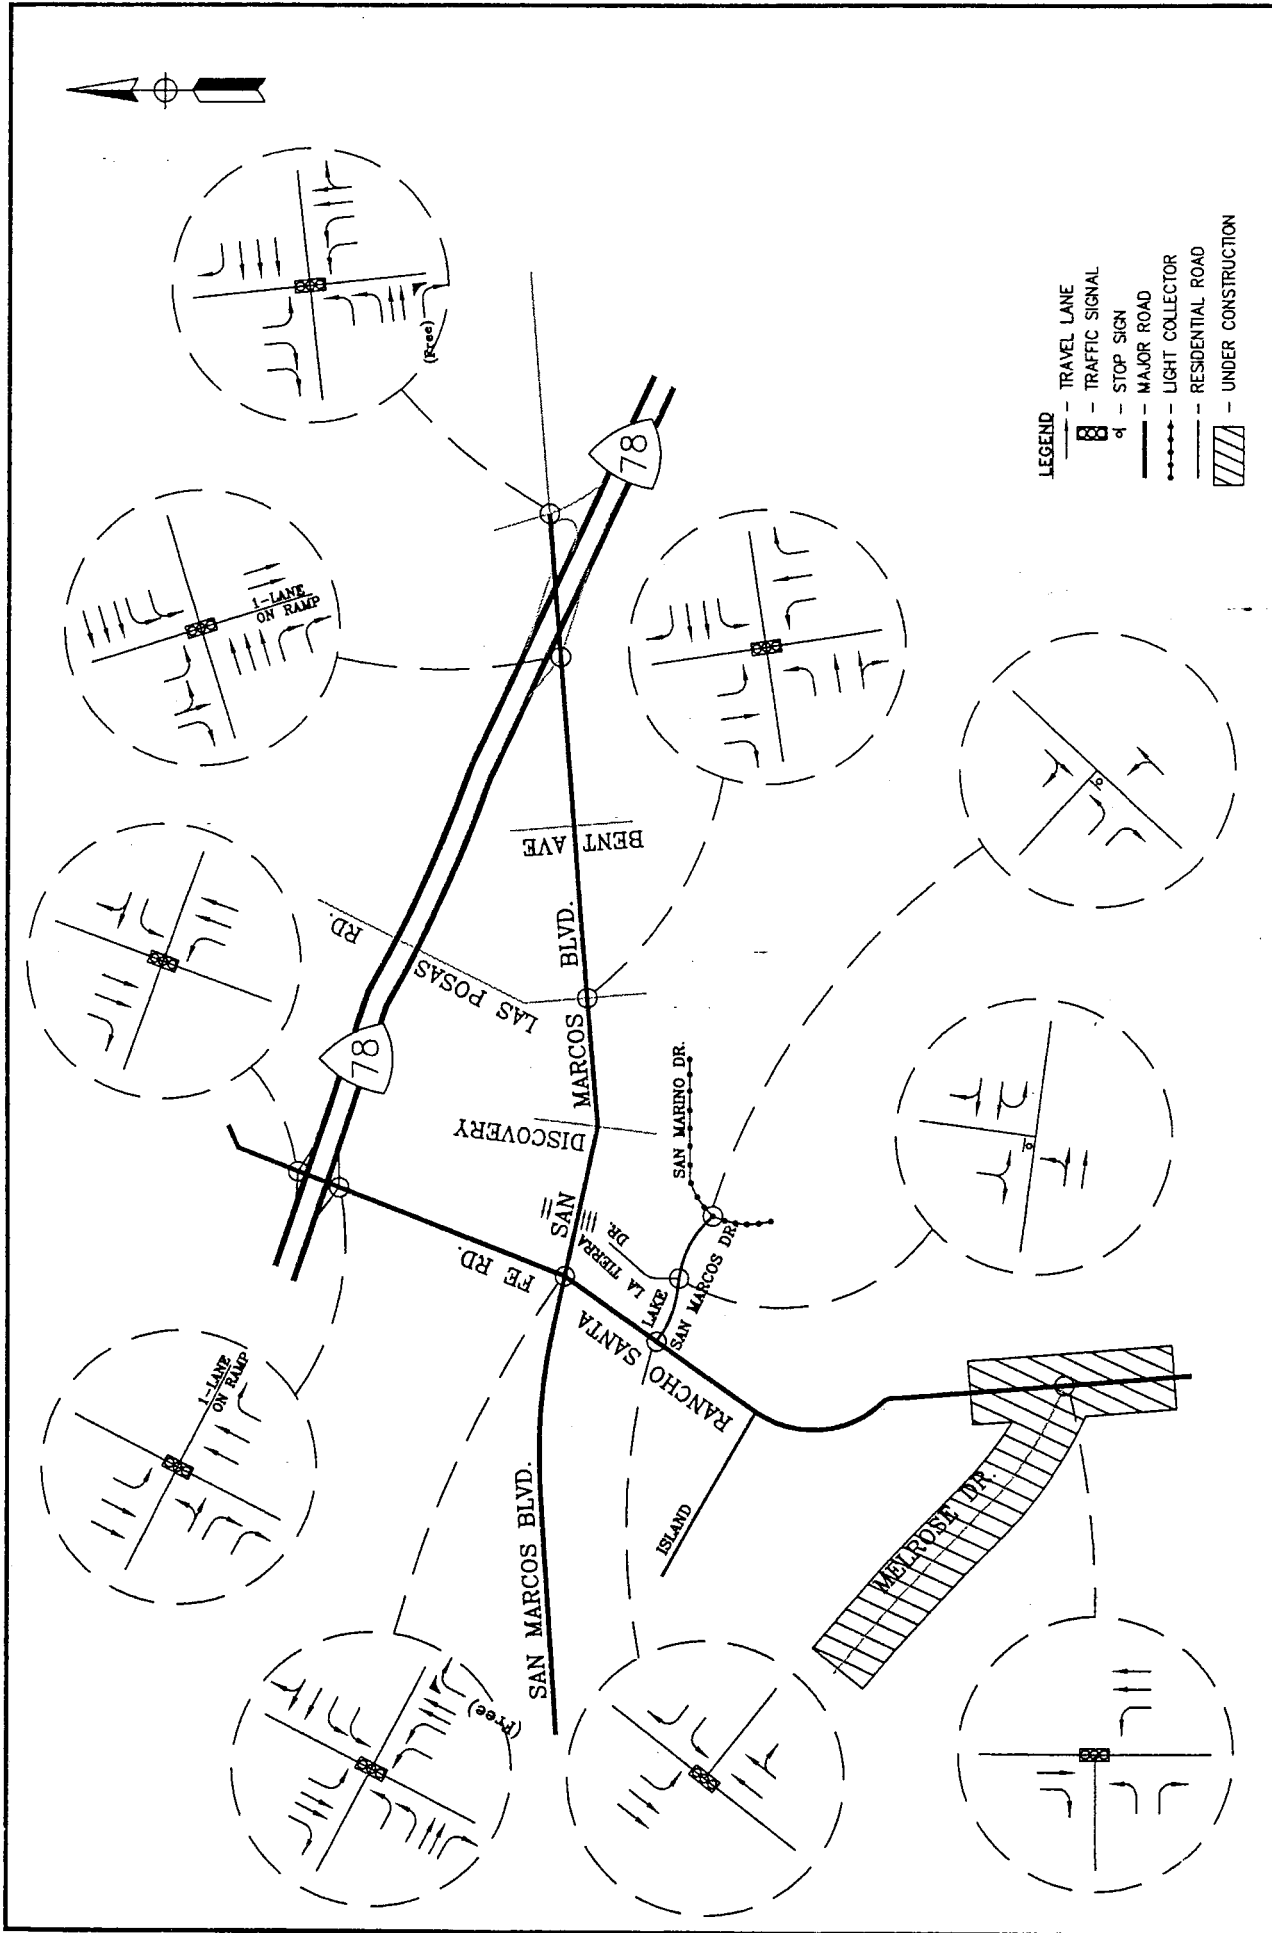 (Free)
1-LANE
ON RAMP
1-LANE
ON RAMP
(Free)
78
78
RD.
LAS POSAS
BENT AVE
DISCOVERY
FE RD.
SANTA
RANCHO
SAN MARCOS BLVD.
SAN
MARCOS
BLVD.
LA TIERRA
DR.
LAKE
SAN MARCOS DR.
SAN MARINO DR.
ISLAND
MELROSE DR.
LEGEND
- TRAVEL LANE
- TRAFFIC SIGNAL
- STOP SIGN
- MAJOR ROAD
- LIGHT COLLECTOR
- RESIDENTIAL ROAD
- UNDER CONSTRUCTION